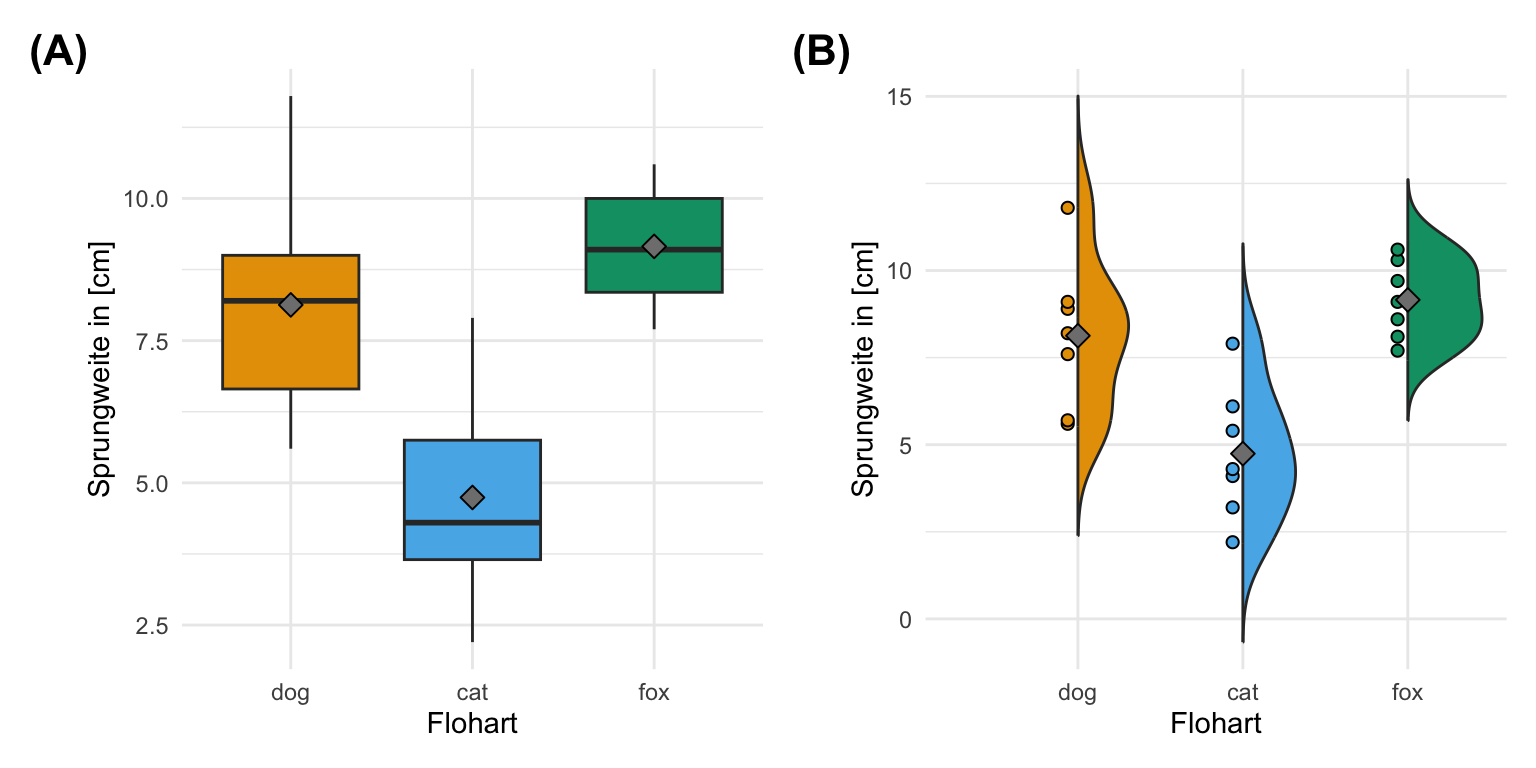 (A)
Sprungweite in [cm]
10.0
7.5
5.0
2.5
dog cat fox
Flohart
(B)
Sprungweite in [cm]
15
10
5
0
dog cat fox
Flohart